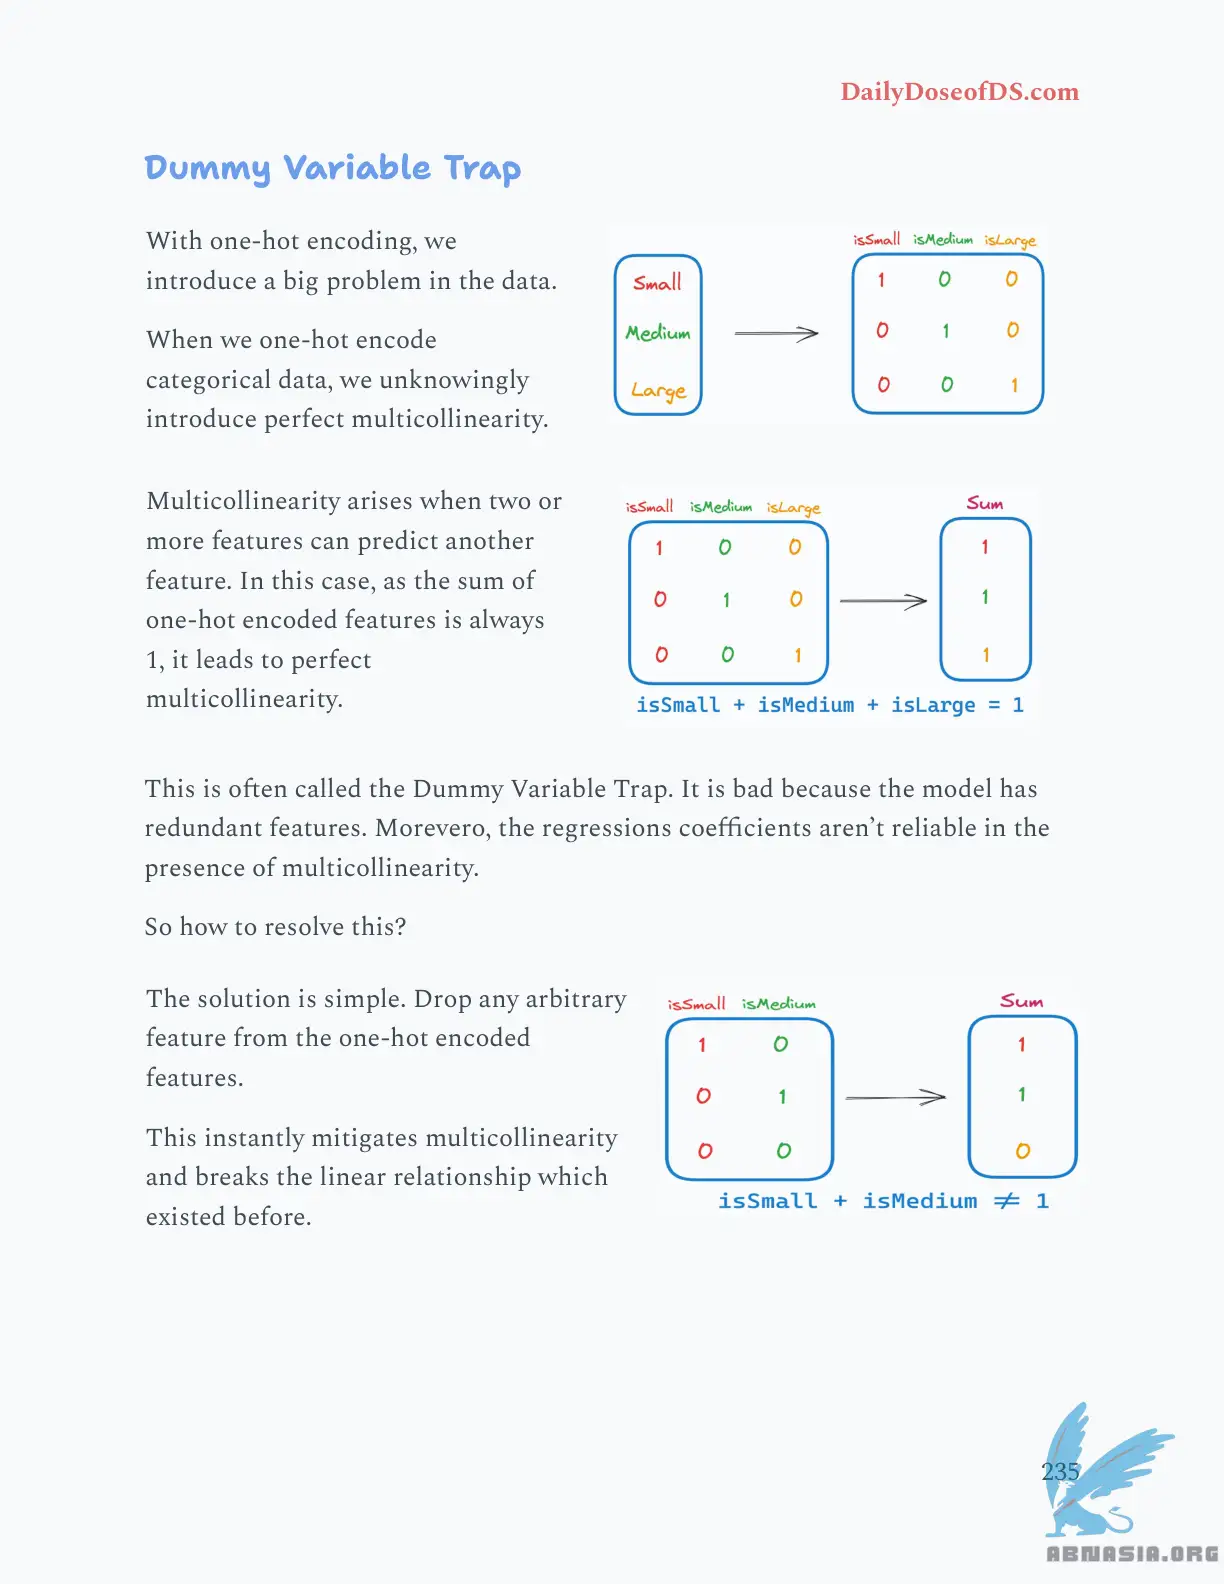 DailyDoseofDS.com
Dummy Variable Trap
With one-hot encoding, we
introduce a big problem in the data.
When we one-hot encode
categorical data, we unknowingly
introduce perfect multicollinearity.
Small
Medium
Large
isSmall isMedium isLarge
1 0 0
0 1 0
0 0 1
Multicollinearity arises when two or
more features can predict another
feature. In this case, as the sum of
one-hot encoded features is always
1, it leads to perfect
multicollinearity.
isSmall isMedium isLarge
1 0 0
0 1 0
0 0 1
Sum
1
1
1
isSmall + isMedium + isLarge = 1
This is often called the Dummy Variable Trap. It is bad because the model has
redundant features. Morevero, the regressions coefficients aren’t reliable in the
presence of multicollinearity.
So how to resolve this?
The solution is simple. Drop any arbitrary
feature from the one-hot encoded
features.
This instantly mitigates multicollinearity
and breaks the linear relationship which
existed before.
isSmall isMedium
1 0
0 1
0 0
Sum
1
1
0
isSmall + isMedium ≠ 1
235
ABNASIA.ORG